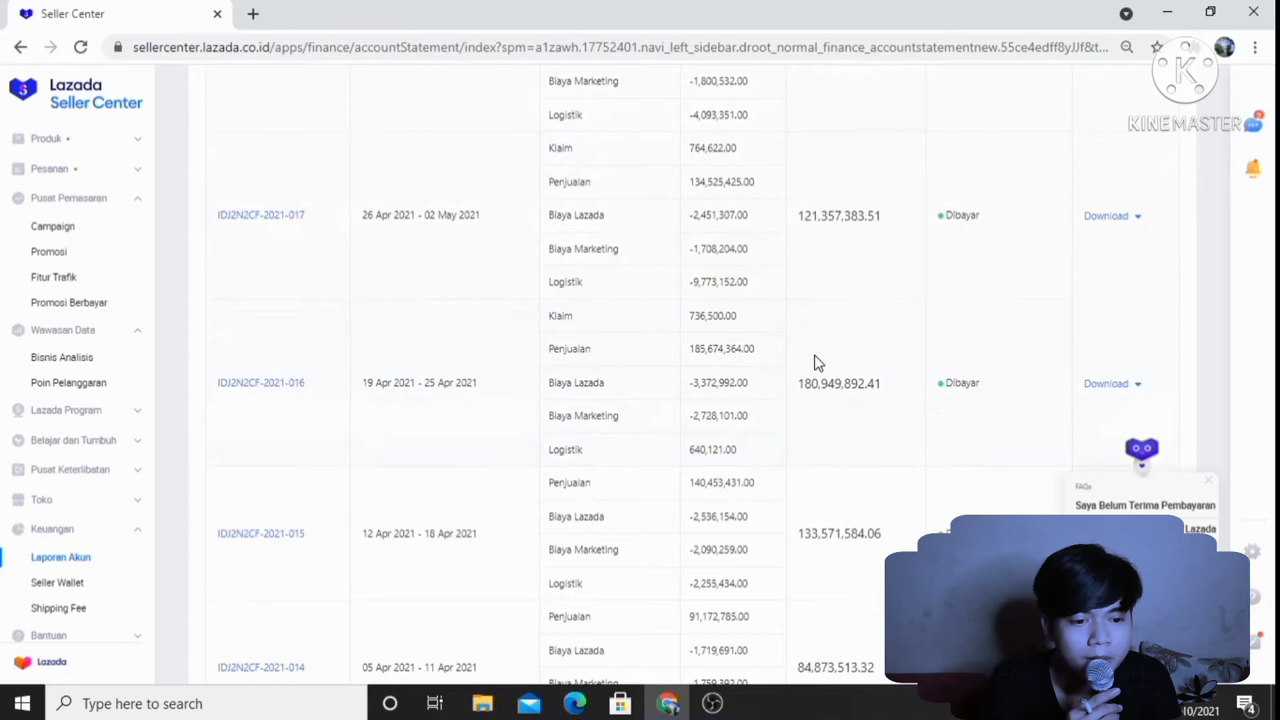 Seller Center
sellercenter.lazada.co.id/apps/finance/accountStatement/index?spm=a1zawh.17752401.navi_left_sidebar.droot_normal_finance_accountstatementnew.55ce4edff8yJJf&t...
K
KINEMASTER
Lazada
Seller Center
Produk
Pesanan
Pusat Pemasaran
Campaign
Promosi
Fitur Trafik
Promosi Berbayar
Wawasan Data
Bisnis Analisis
Poin Pelanggaran
Lazada Program
Belajar dan Tumbuh
Pusat Keterlibatan
Toko
Keuangan
Laporan Akun
Seller Wallet
Shipping Fee
Bantuan
Lazada
Biaya Marketing -1,800,532.00
Logistik -4,093,351.00
Klaim 764,622.00
Penjualan 134,525,425.00
IDJ2N2CF-2021-017 26 Apr 2021 - 02 May 2021 Biaya Lazada -2,451,307.00 121,357,383.51 Dibayar Download
Biaya Marketing -1,708,204.00
Logistik -9,773,152.00
Klaim 736,500.00
Penjualan 185,674,364.00
IDJ2N2CF-2021-016 19 Apr 2021 - 25 Apr 2021 Biaya Lazada -3,372,992.00 180,949,892.41 Dibayar Download
Biaya Marketing -2,728,101.00
Logistik 640,121.00
Penjualan 140,453,431.00
Biaya Lazada -2,536,154.00
IDJ2N2CF-2021-015 12 Apr 2021 - 18 Apr 2021 133,571,584.06
Biaya Marketing -2,090,259.00
Logistik -2,255,434.00
Penjualan 91,172,785.00
Biaya Lazada -1,719,691.00
IDJ2N2CF-2021-014 05 Apr 2021 - 11 Apr 2021 84,873,513.32
Biaya Marketing -1,759,392.00
FAQs
Saya Belum Terima Pembayaran
Lazada
Type here to search
10/2021
4